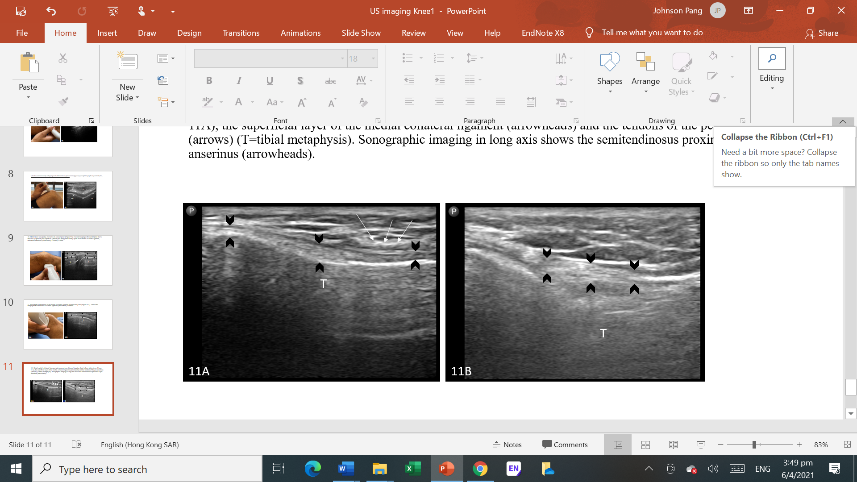 US imaging Knee1 - PowerPoint
Johnson Pang
JP
File Home Insert Draw Design Transitions Animations Slide Show Review View Help EndNote X8 Tell me what you want to do Share
Paste
New
Slide
18
B I U S abc AV
A Aa A A
Shapes Arrange Quick
Styles
Editing
Clipboard Slides Font Paragraph Drawing
Collapse the Ribbon (Ctrl+F1)
Need a bit more space? Collapse
the ribbon so only the tab names
show.
11A), the superficial layer of the medial collateral ligament (arrowheads) and the tendons of the pe
(arrows) (T=tibial metaphysis). Sonographic imaging in long axis shows the semitendinosus proxi
anserinus (arrowheads).
8
9
10
11
P
T
11A
P
T
11B
Slide 11 of 11 English (Hong Kong SAR) Notes Comments 83%
Type here to search
EN
ENG
3:49 pm
6/4/2021